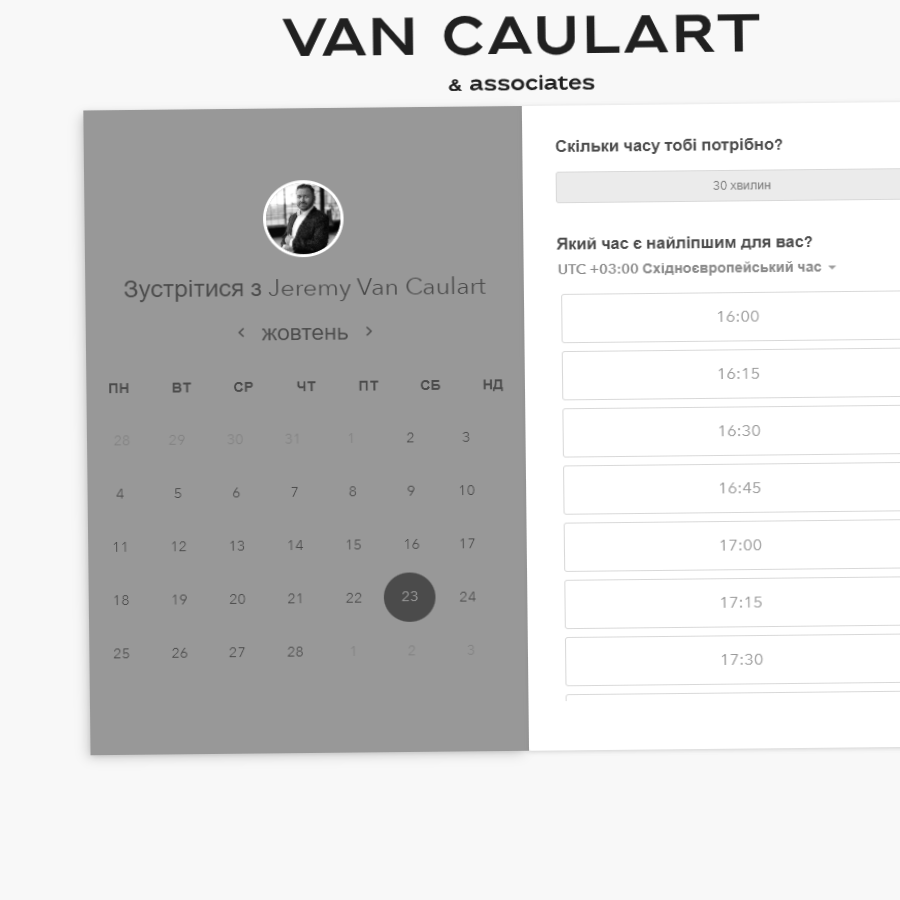 VAN CAULART
& associates
Зустрітися з Jeremy Van Caulart
жовтень
ПН ВТ СР ЧТ ПТ СБ НД
28 29 30 31 1 2 3
4 5 6 7 8 9 10
11 12 13 14 15 16 17
18 19 20 21 22 23 24
25 26 27 28 1 2 3
Скільки часу тобі потрібно?
30 хвилин
Який час є найліпшим для вас?
UTC +03:00 Східноєвропейський час
16:00
16:15
16:30
16:45
17:00
17:15
17:30